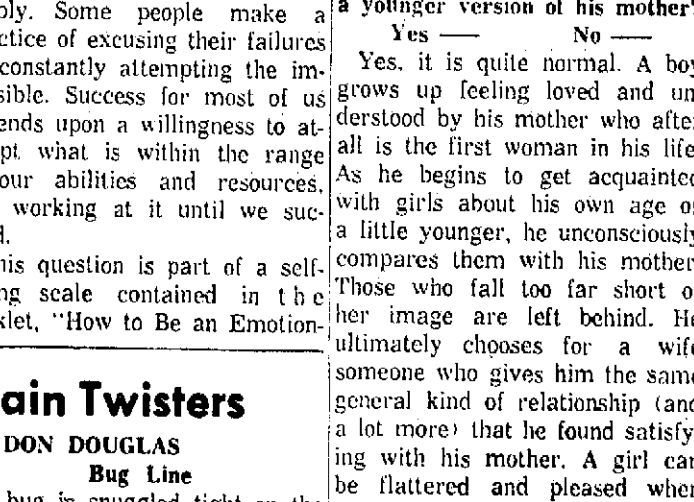 ply. Some people make a
ctice of excusing their failures
constantly attempting the im-
sible. Success for most of us
ends upon a willingness to at-
pt what is within the range
our abilities and resources,
working at it until we suc-
d.
his question is part of a self-
ng scale contained in the
klet, "How to Be an Emotion-
ain Twisters
DON DOUGLAS
Bug Line
bug is snuggled tight on the
a younger version of his mother?
Yes — No —
Yes, it is quite normal. A boy
grows up feeling loved and un
derstood by his mother who afte
all is the first woman in his life
As he begins to get acquainted
with girls about his own age o
a little younger, he unconsciously
compares them with his mother
Those who fall too far short o
her image are left behind. He
ultimately chooses for a wife
someone who gives him the same
general kind of relationship (and
a lot more) that he found satisfy
ing with his mother. A girl can
be flattered and pleased when